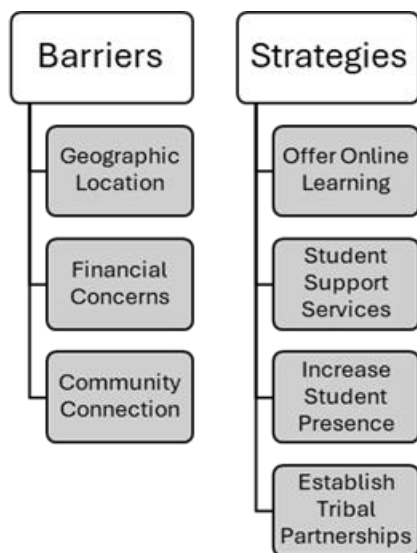 Barriers
Geographic
Location
Financial
Concerns
Community
Connection
Strategies
Offer Online
Learning
Student
Support
Services
Increase
Student
Presence
Establish
Tribal
Partnerships